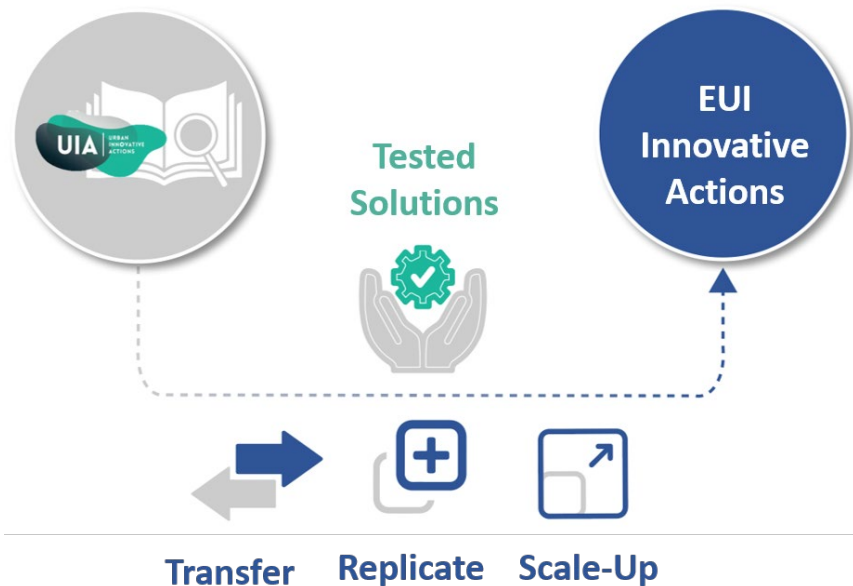 UIA
URBAN
INNOVATIVE
ACTIONS
EUI
Innovative
Actions
Tested
Solutions
Transfer
Replicate
Scale-Up